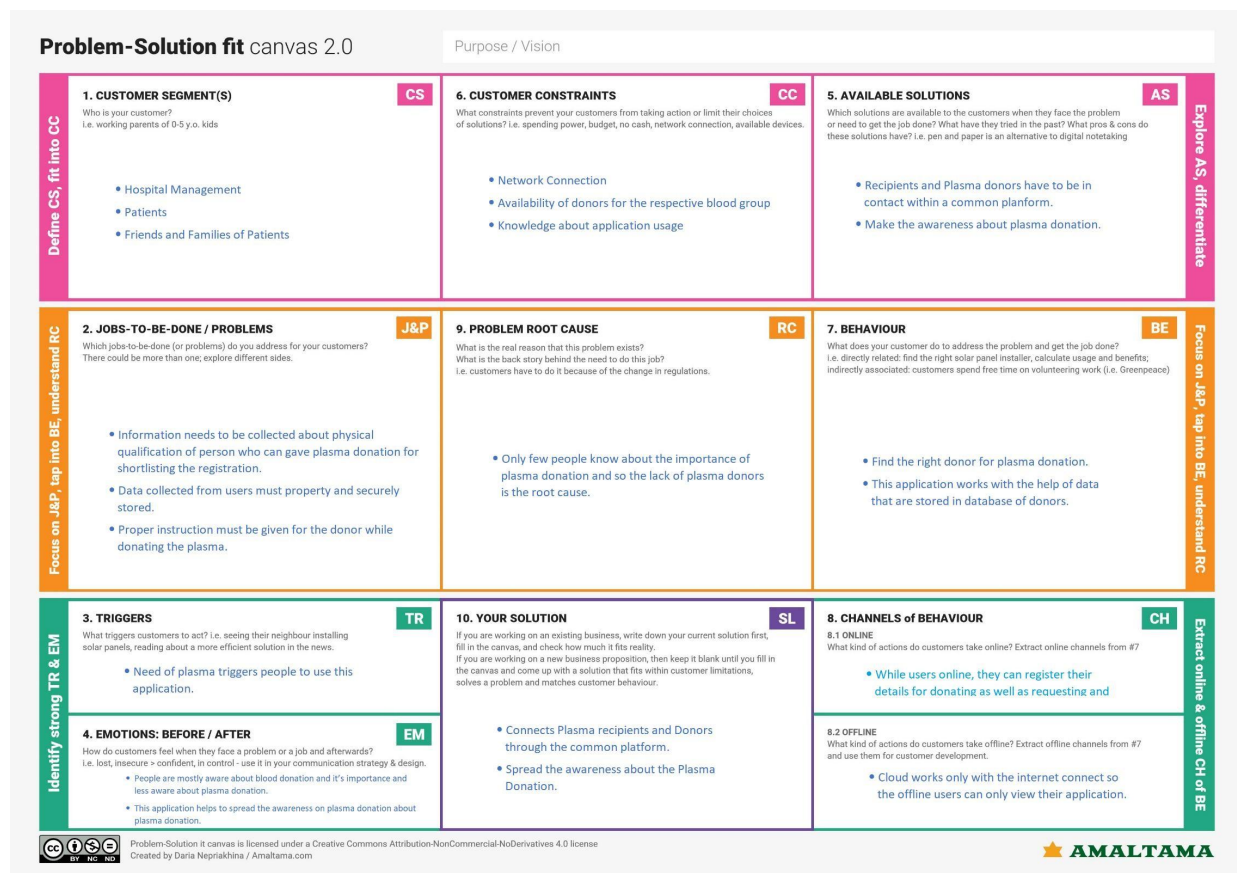 Problem-Solution fit canvas 2.0
Purpose / Vision
Define CS, fit into CC
1. CUSTOMER SEGMENT(S)
CS
Who is your customer?
i.e. working parents of 0-5 y.o. kids
• Hospital Management
• Patients
• Friends and Families of Patients
6. CUSTOMER CONSTRAINTS
CC
What constraints prevent your customers from taking action or limit their choices
of solutions? i.e. spending power, budget, no cash, network connection, available devices.
• Network Connection
• Availability of donors for the respective blood group
• Knowledge about application usage
5. AVAILABLE SOLUTIONS
AS
Which solutions are available to the customers when they face the problem
or need to get the job done? What have they tried in the past? What pros & cons do
these solutions have? i.e. pen and paper is an alternative to digital notetaking
• Recipients and Plasma donors have to be in
contact within a common planform.
• Make the awareness about plasma donation.
Explore AS, differentiate
Focus on J&P, tap into BE, understand RC
2. JOBS-TO-BE-DONE / PROBLEMS
J&P
Which jobs-to-be-done (or problems) do you address for your customers?
There could be more than one; explore different sides.
• Information needs to be collected about physical
qualification of person who can gave plasma donation for
shortlisting the registration.
• Data collected from users must property and securely
stored.
• Proper instruction must be given for the donor while
donating the plasma.
9. PROBLEM ROOT CAUSE
RC
What is the real reason that this problem exists?
What is the back story behind the need to do this job?
i.e. customers have to do it because of the change in regulations.
• Only few people know about the importance of
plasma donation and so the lack of plasma donors
is the root cause.
7. BEHAVIOUR
BE
What does your customer do to address the problem and get the job done?
i.e. directly related: find the right solar panel installer, calculate usage and benefits;
indirectly associated: customers spend free time on volunteering work (i.e. Greenpeace)
• Find the right donor for plasma donation.
• This application works with the help of data
that are stored in database of donors.
Focus on J&P, tap into BE, understand RC
Identify strong TR & EM
3. TRIGGERS
TR
What triggers customers to act? i.e. seeing their neighbour installing
solar panels, reading about a more efficient solution in the news.
• Need of plasma triggers people to use this
application.
4. EMOTIONS: BEFORE / AFTER
EM
How do customers feel when they face a problem or a job and afterwards?
i.e. lost, insecure > confident, in control - use it in your communication strategy & design.
• People are mostly aware about blood donation and it's importance and
less aware about plasma donation.
• This application helps to spread the awareness on plasma donation about
plasma donation.
10. YOUR SOLUTION
SL
If you are working on an existing business, write down your current solution first,
fill in the canvas, and check how much it fits reality.
If you are working on a new business proposition, then keep it blank until you fill in
the canvas and come up with a solution that fits within customer limitations,
solves a problem and matches customer behaviour.
• Connects Plasma recipients and Donors
through the common platform.
• Spread the awareness about the Plasma
Donation.
8. CHANNELS of BEHAVIOUR
CH
8.1 ONLINE
What kind of actions do customers take online? Extract online channels from #7
• While users online, they can register their
details for donating as well as requesting and
8.2 OFFLINE
What kind of actions do customers take offline? Extract offline channels from #7
and use them for customer development.
• Cloud works only with the internet connect so
the offline users can only view their application.
Extract online & offline CH of BE
CC BY NC ND
Problem-Solution it canvas is licensed under a Creative Commons Attribution-NonCommercial-NoDerivatives 4.0 license
Created by Daria Nepriakhina / Amaltama.com
AMALTAMA